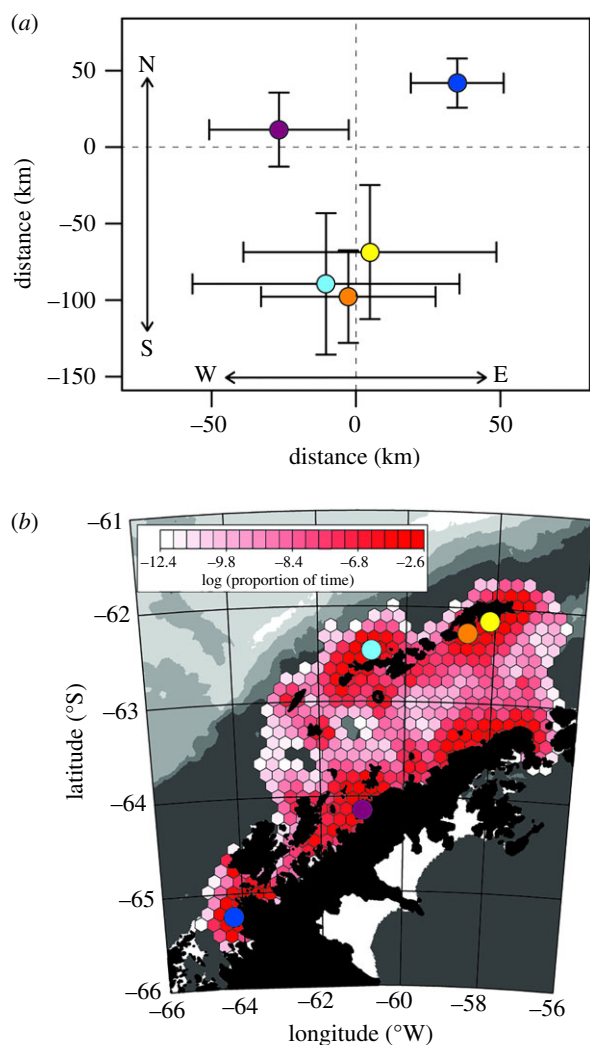 (a)
50
0
−50
−100
−150
distance (km)
N
S
W E
−50 0 50
distance (km)
(b)
−61
−62
−63
−64
−65
−66
latitude (°S)
−12.4 −9.8 −8.4 −6.8 −2.6
log (proportion of time)
−66 −64 −62 −60 −58 −56
longitude (°W)